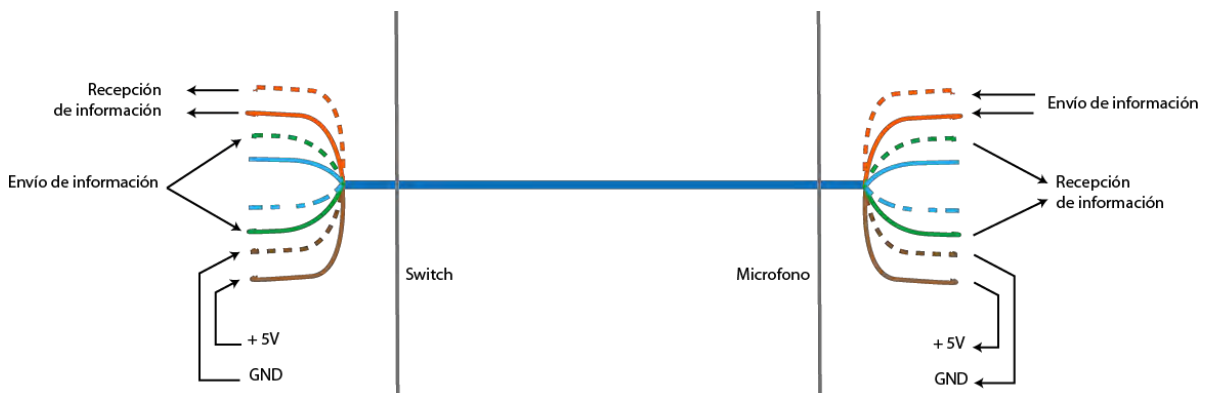 Recepción
de información
Envío de información
+ 5V
GND
Switch
Microfono
Envío de información
Recepción
de información
+ 5V
GND